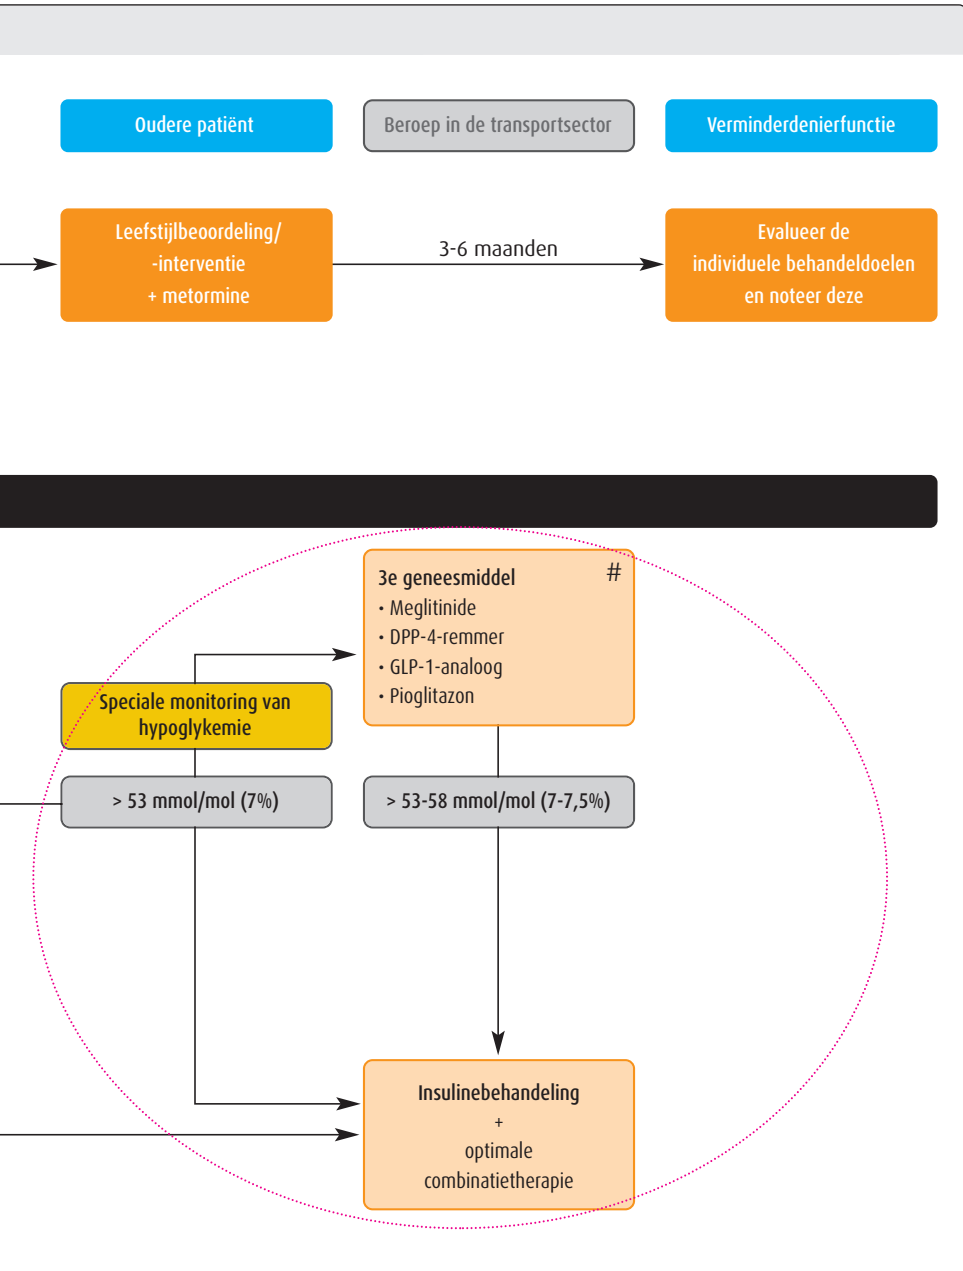 Oudere patiënt
Beroep in de transportsector
Verminderdenierfunctie
Leefstijlbeoordeling/
-interventie
+ metormine
3-6 maanden
Evalueer de
individuele behandeldoelen
en noteer deze
3e geneesmiddel
#
• Meglitinide
• DPP-4-remmer
• GLP-1-analoog
• Pioglitazon
Speciale monitoring van
hypoglykemie
> 53 mmol/mol (7%)
> 53-58 mmol/mol (7-7,5%)
Insulinebehandeling
+
optimale
combinatietherapie